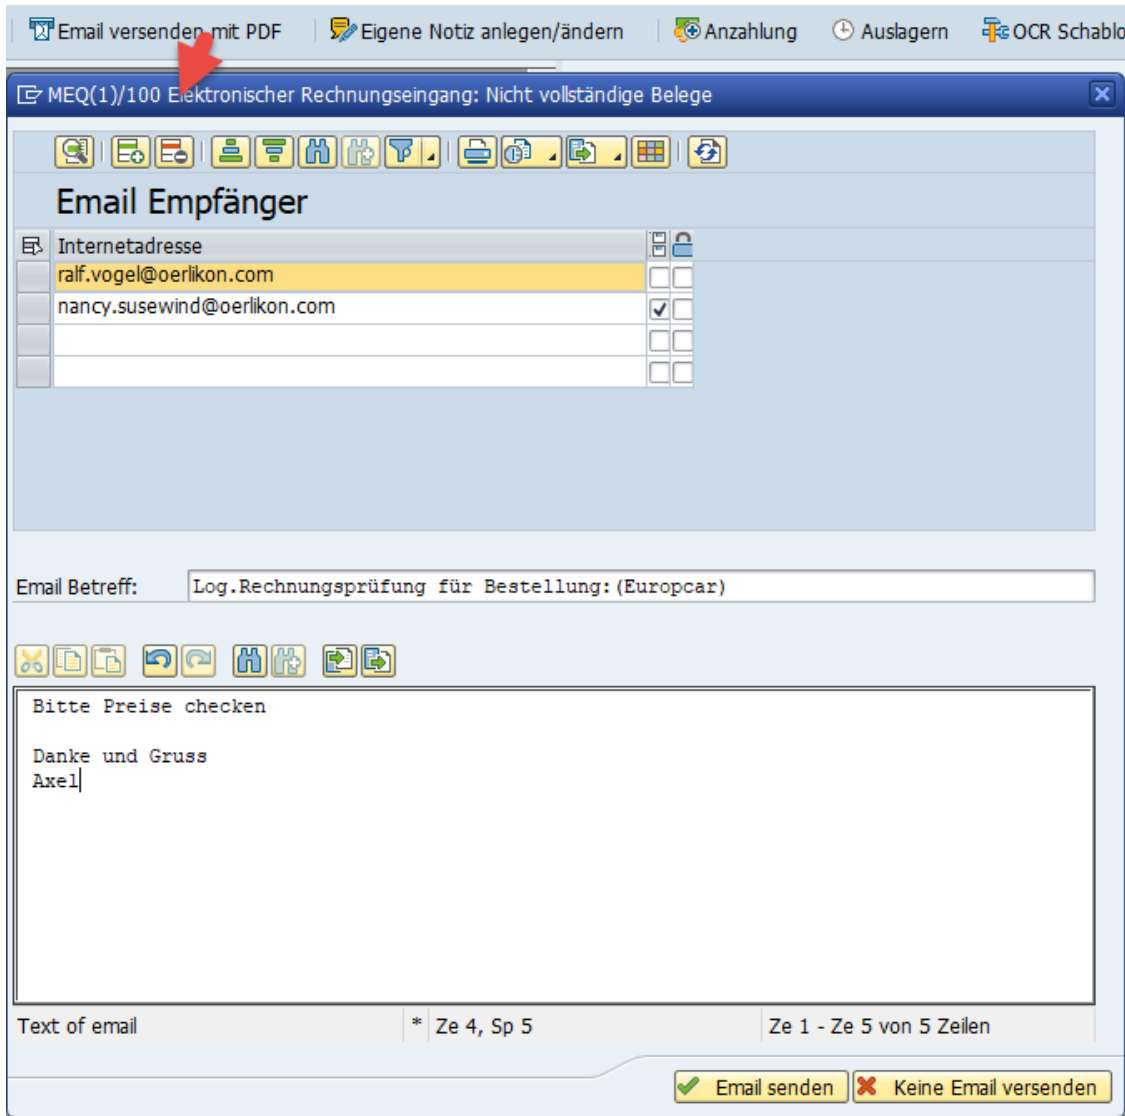 Email versenden mit PDF Eigene Notiz anlegen/ändern Anzahlung Auslagern OCR Schablo
MEQ(1)/100 Elektronischer Rechnungseingang: Nicht vollständige Belege
Email Empfänger
Internetadresse
ralf.vogel@oerlikon.com
nancy.susewind@oerlikon.com
Email Betreff: Log.Rechnungsprüfung für Bestellung:(Europcar)
Bitte Preise checken
Danke und Gruss
Axel
Text of email * Ze 4, Sp 5 Ze 1 - Ze 5 von 5 Zeilen
Email senden Keine Email versenden